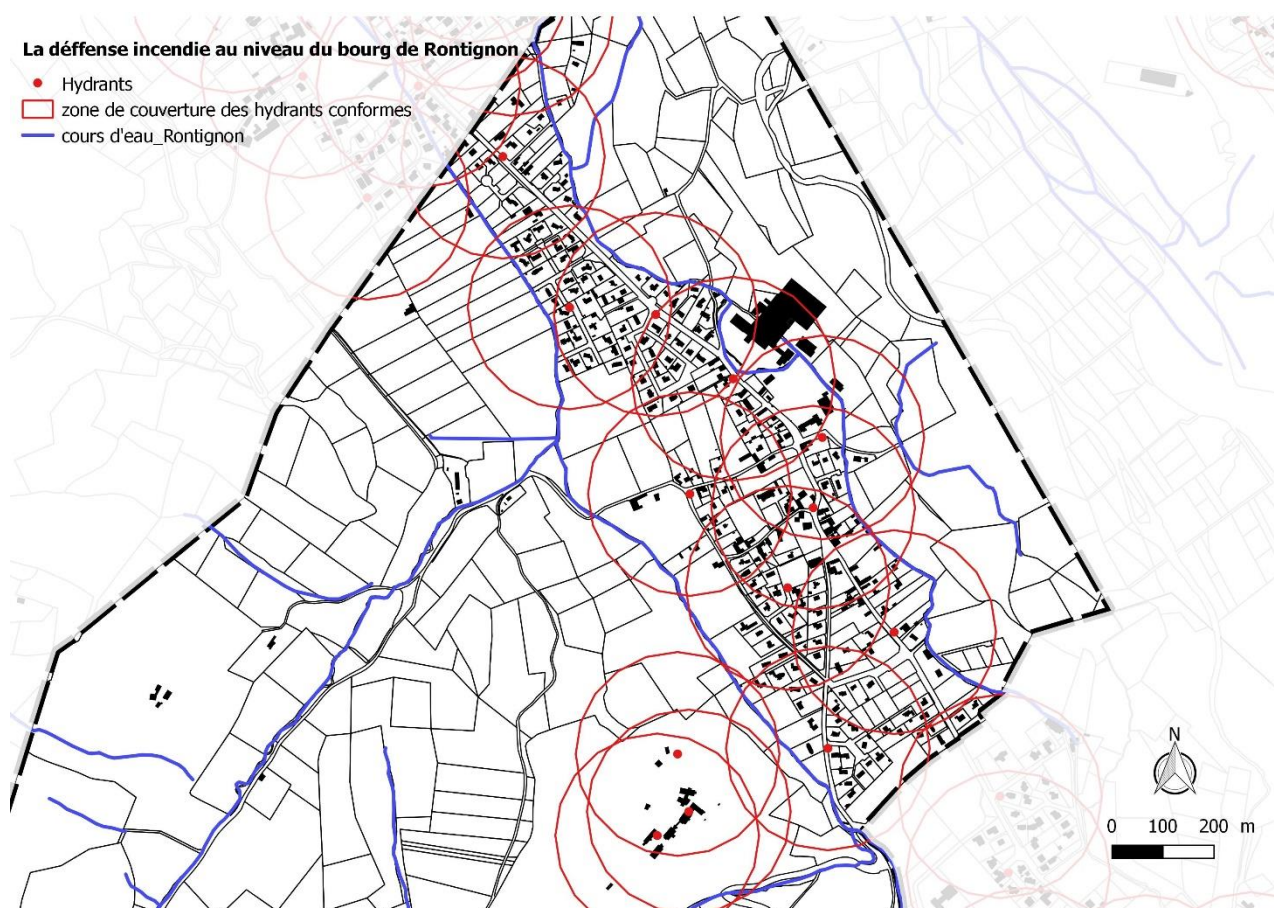 La déffense incendie au niveau du bourg de Rontignon
Hydrants
zone de couverture des hydrants conformes
cours d'eau_Rontignon
N
0 100 200 m